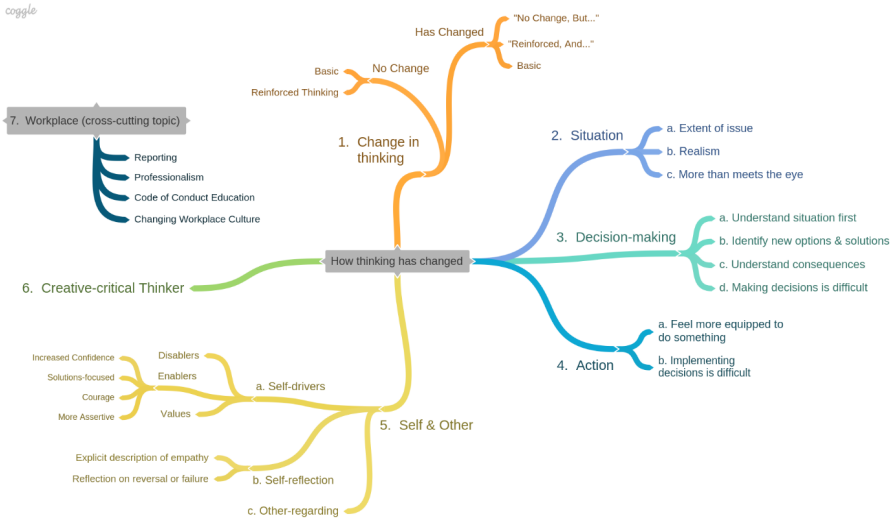 coggle
"No Change, But..."
Has Changed
"Reinforced, And..."
Basic
No Change
Basic
Reinforced Thinking
1. Change in
thinking
7. Workplace (cross-cutting topic)
Reporting
Professionalism
Code of Conduct Education
Changing Workplace Culture
2. Situation
a. Extent of issue
b. Realism
c. More than meets the eye
3. Decision-making
a. Understand situation first
b. Identify new options & solutions
c. Understand consequences
d. Making decisions is difficult
How thinking has changed
6. Creative-critical Thinker
4. Action
a. Feel more equipped to
do something
b. Implementing
decisions is difficult
5. Self & Other
a. Self-drivers
Disablers
Enablers
Increased Confidence
Solutions-focused
Courage
More Assertive
Values
b. Self-reflection
Explicit description of empathy
Reflection on reversal or failure
c. Other-regarding